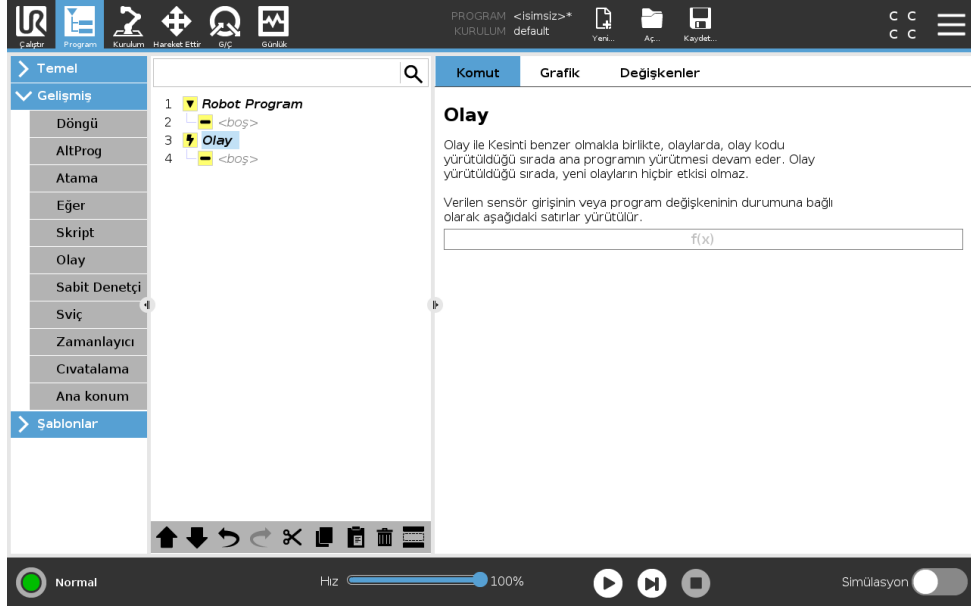 UR
Çalıştır
Program
Kurulum
Hareket Ettir
G/Ç
Günlük
PROGRAM <isimsiz>*
KURULUM default
Yeni...
Aç...
Kaydet...
C C
C C
Temel
Gelişmiş
Döngü
AltProg
Atama
Eğer
Skript
Olay
Sabit Denetçi
Sviç
Zamanlayıcı
Cıvatalama
Ana konum
Şablonlar
1 Robot Program
2 <boş>
3 Olay
4 <boş>
Komut
Grafik
Değişkenler
Olay
Olay ile Kesinti benzer olmakla birlikte, olaylarda, olay kodu
yürütüldüğü sırada ana programın yürütmesi devam eder. Olay
yürütüldüğü sırada, yeni olayların hiçbir etkisi olmaz.
Verilen sensör girişinin veya program değişkeninin durumuna bağlı
olarak aşağıdaki satırlar yürütülür.
f(x)
Normal
Hız
100%
Simülasyon